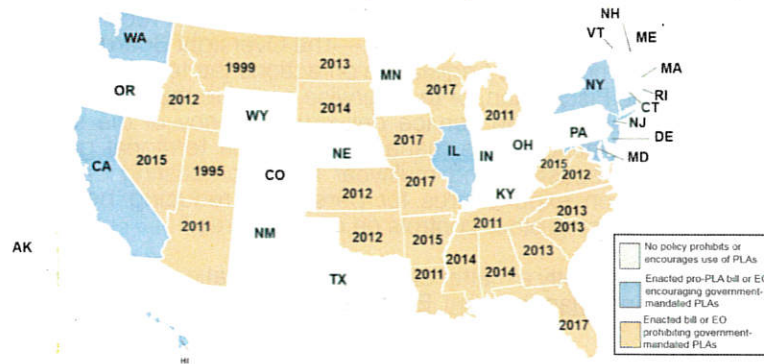 NH
VT
ME
WA
MA
1999
2013
MN
OR
NY
RI
CT
2012
2014
2017
2011
NJ
WY
PA
DE
OH
2017
MD
NE
IL
IN
2015
CA
2015
1995
CO
2017
2012
2012
KY
2013
2011
2011
2013
NM
2012
2015
2013
AK
2014
2014
2011
TX
2017
HI
No policy prohibits or
encourages use of PLAs
Enacted pro-PLA bill or EO
encouraging government-
mandated PLAs
Enacted bill or EO
prohibiting government-
mandated PLAs